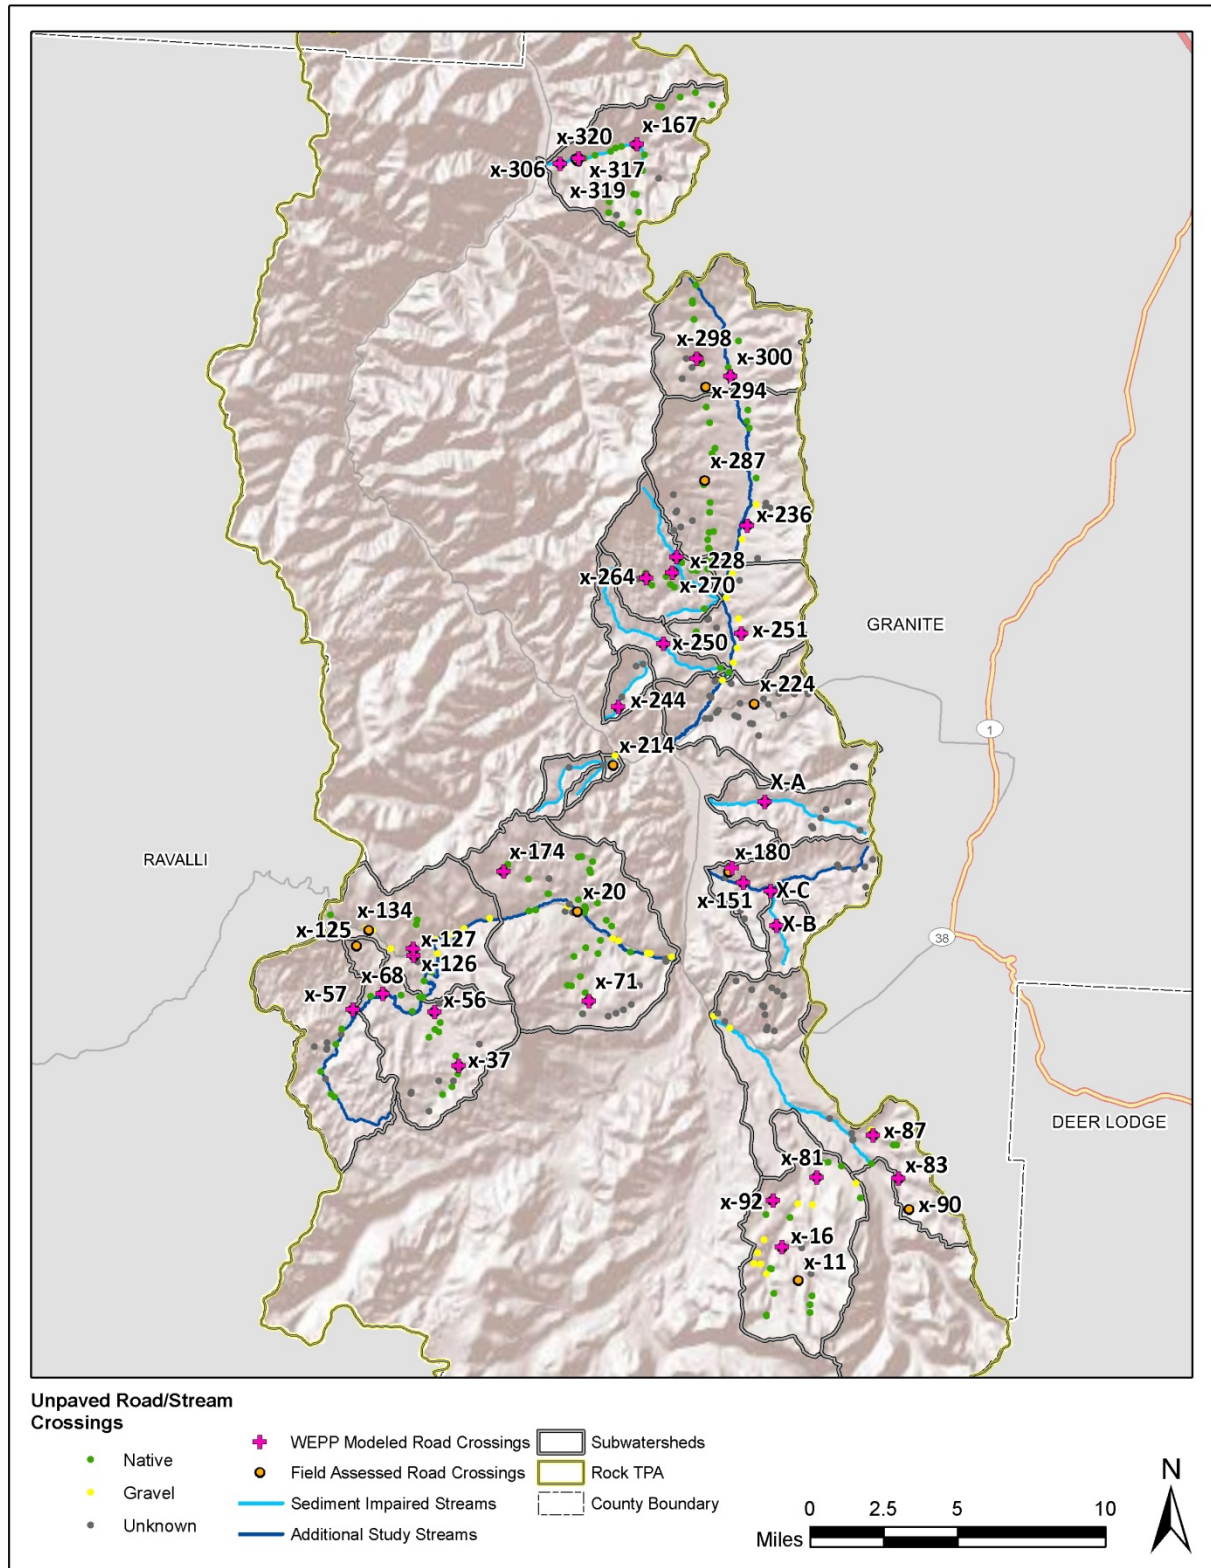 x-167
x-320
x-306
x-317
x-319
x-298
x-300
x-294
x-287
x-236
x-228
x-264
x-270
GRANITE
x-251
x-250
x-224
x-244
1
x-214
X-A
RAVALLI
x-174
x-180
x-20
X-C
x-151
x-134
X-B
x-125
x-127
38
x-126
x-68
x-57
x-56
x-71
x-37
DEER LODGE
x-87
x-81
x-83
x-92
x-90
x-16
x-11
Unpaved Road/Stream
Crossings
Native
Gravel
Unknown
WEPP Modeled Road Crossings
Field Assessed Road Crossings
Sediment Impaired Streams
Additional Study Streams
Subwatersheds
Rock TPA
County Boundary
N
0 2.5 5 10
Miles